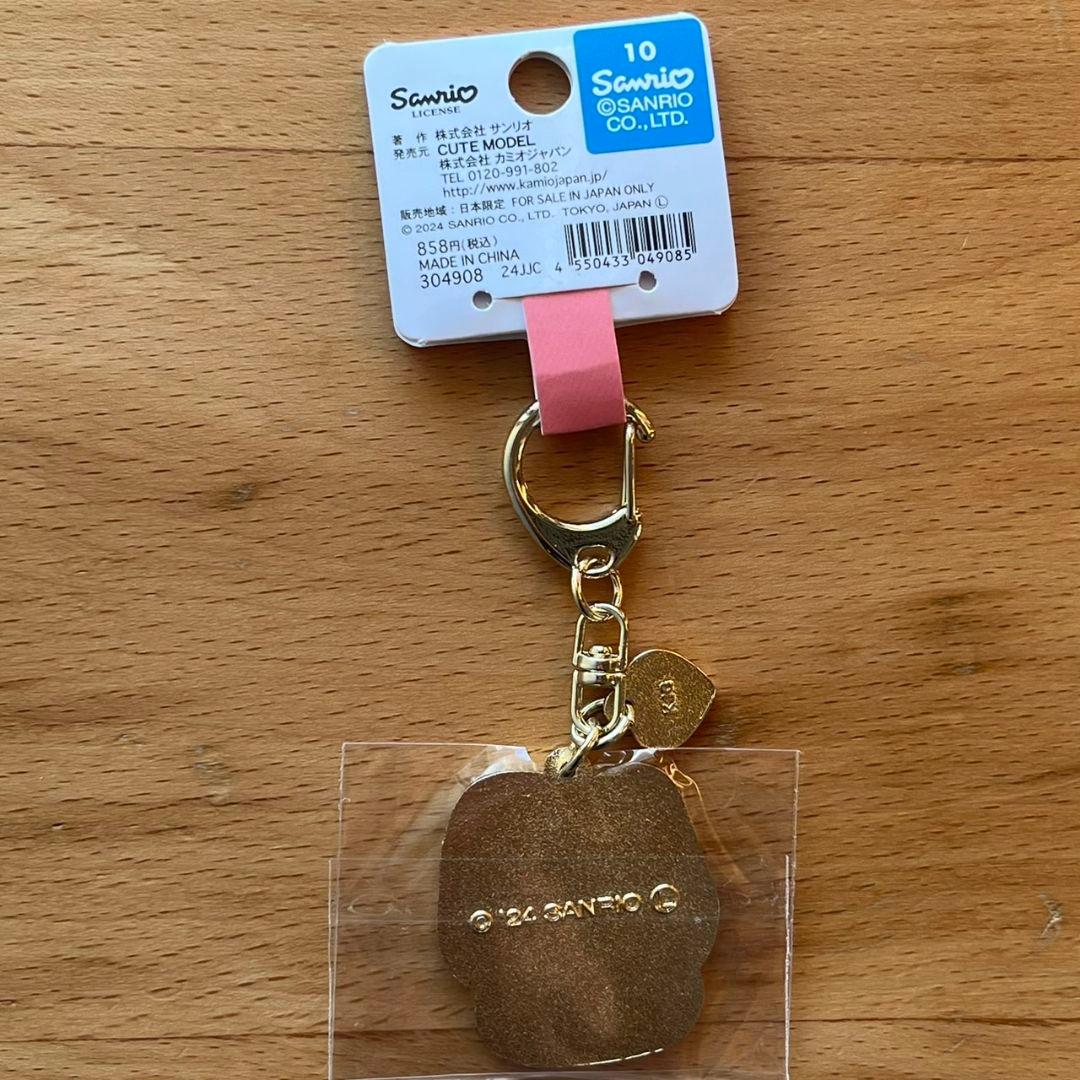 10
Sanrio
©SANRIO
CO.,LTD.
Sanrio
LICENSE
著 作 株式会社 サンリオ
発売元 CUTE MODEL
株式会社 カミオジャパン
TEL 0120-991-802
http://www.kamiojapan.jp/
販売地域：日本限定 FOR SALE IN JAPAN ONLY
© 2024 SANRIO CO., LTD. TOKYO, JAPAN Ⓛ
858円(税込)
MADE IN CHINA
304908 24JJC 4 550433 049085
© '24 SANRIO Ⓛ